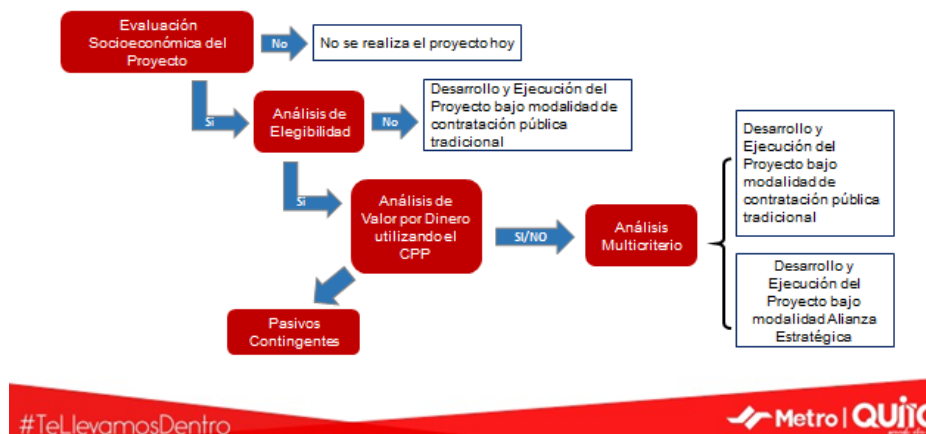 Evaluación
Socioeconómica del
Proyecto
No
No se realiza el proyecto hoy
Si
Análisis de
Elegibilidad
No
Desarrollo y Ejecución del
Proyecto bajo modalidad de
contratación pública
tradicional
Si
Análisis de
Valor por Dinero
utilizando el
CPP
SI/NO
Análisis
Multicriterio
Desarrollo y
Ejecución del
Proyecto bajo
modalidad de
contratación pública
tradicional
Desarrollo y
Ejecución del
Proyecto bajo
modalidad Alianza
Estratégica
Pasivos
Contingentes
#TeLlevamosDentro
Metro | QUITO